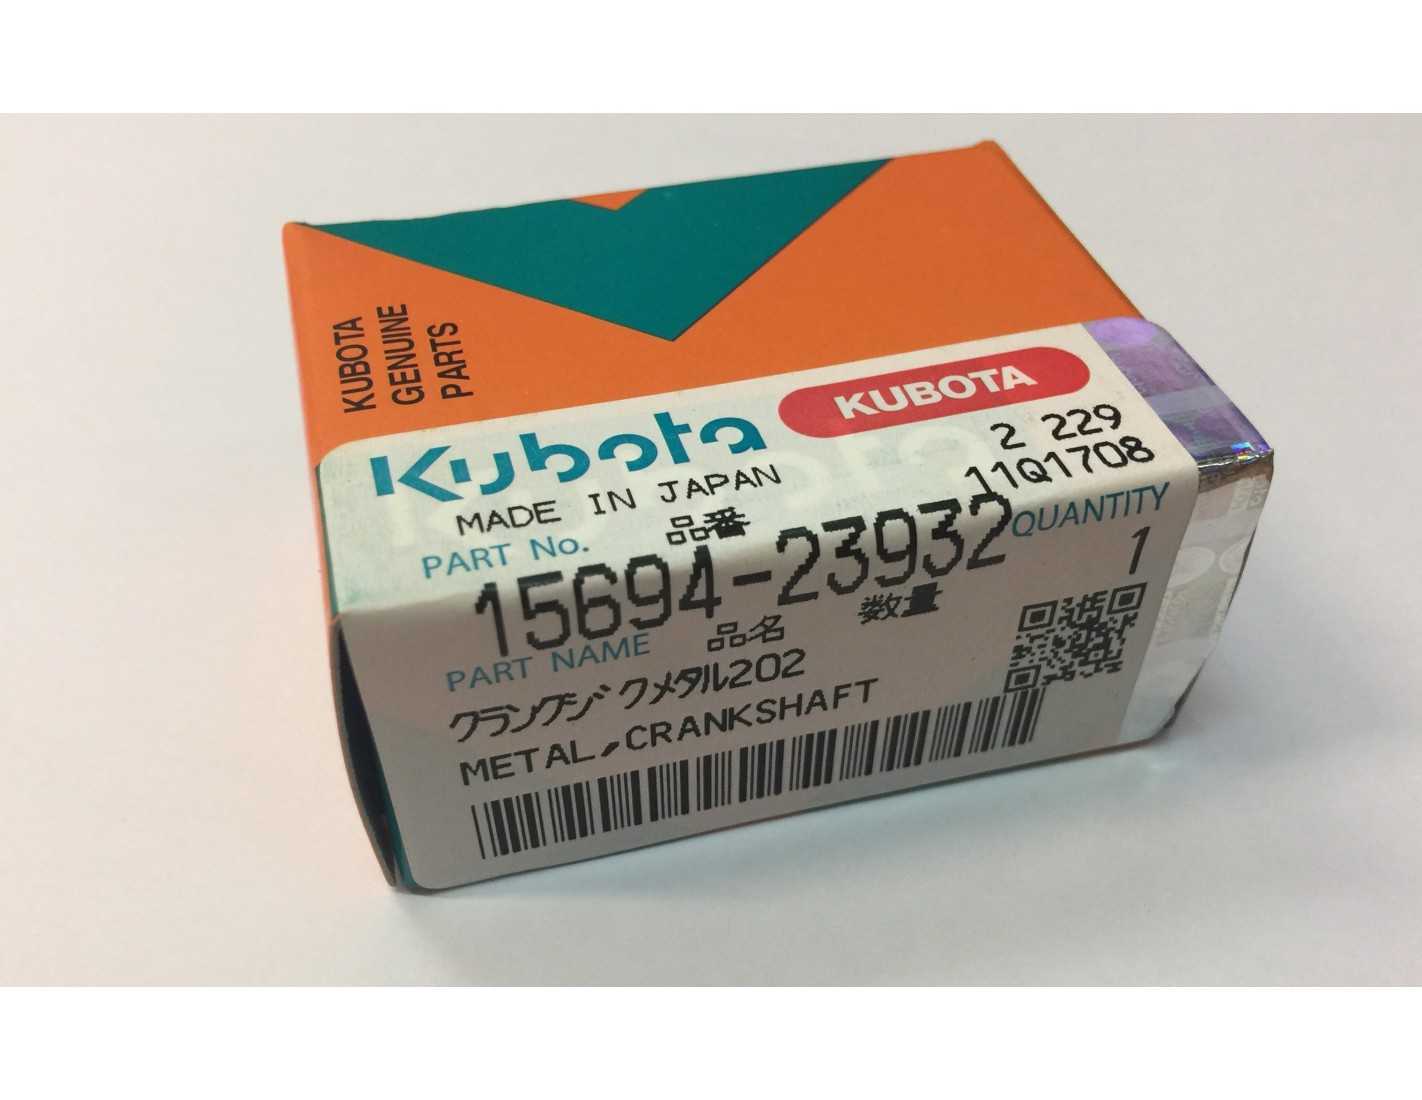 KUBOTA
GENUINE
PARTS
Kubota
KUBOTA
MADE IN JAPAN
2 229
11Q1708
PART No.
品番
QUANTITY
15694-23932
数量
1
PART NAME
品名
クランクジクメタル202
METAL,CRANKSHAFT